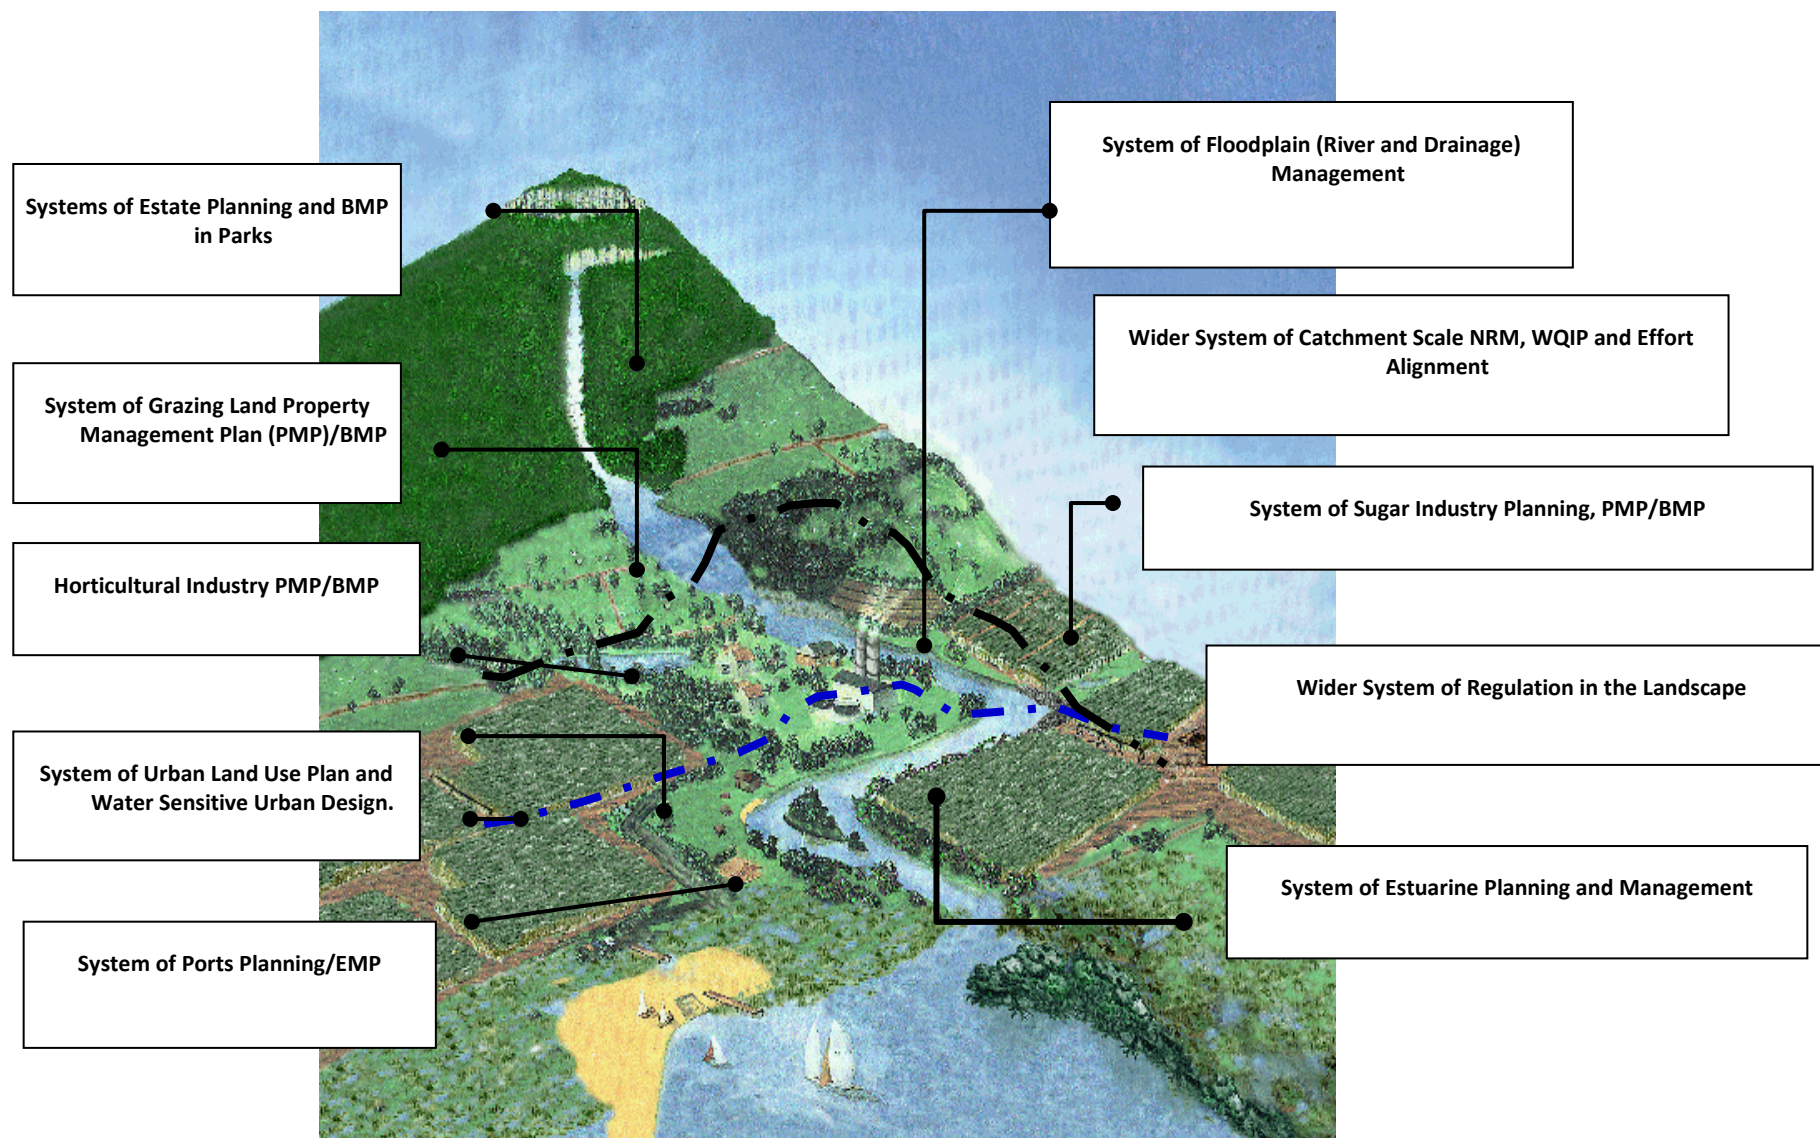 Systems of Estate Planning and BMP
in Parks
System of Grazing Land Property
Management Plan (PMP)/BMP
Horticultural Industry PMP/BMP
System of Urban Land Use Plan and
Water Sensitive Urban Design.
System of Ports Planning/EMP
System of Floodplain (River and Drainage)
Management
Wider System of Catchment Scale NRM, WQIP and Effort
Alignment
System of Sugar Industry Planning, PMP/BMP
Wider System of Regulation in the Landscape
System of Estuarine Planning and Management